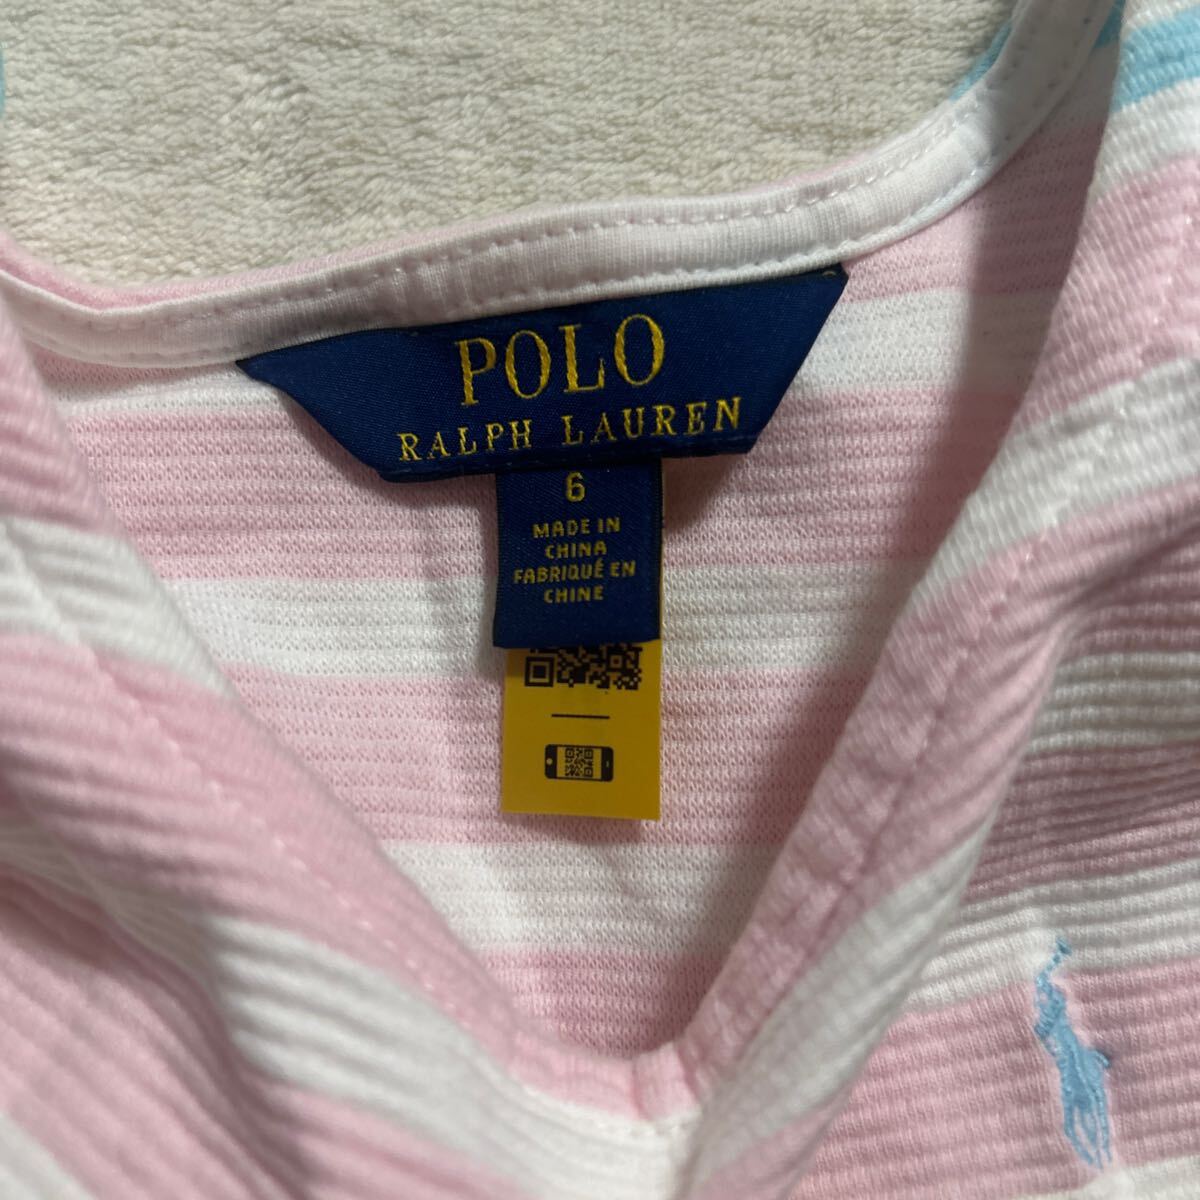 POLO
RALPH LAUREN
6
MADE IN
CHINA
FABRIQUÉ EN
CHINE